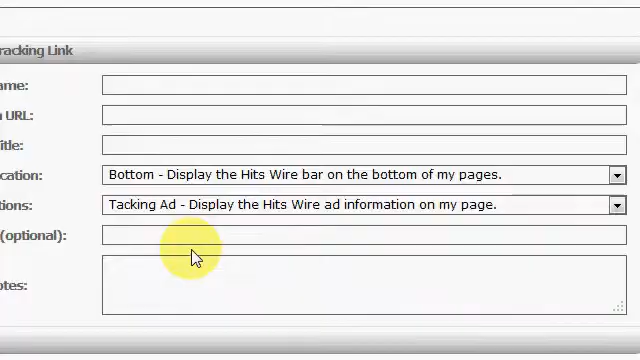 racking Link
ame:
URL:
itle:
cation:
Bottom - Display the Hits Wire bar on the bottom of my pages.
tions:
Tacking Ad - Display the Hits Wire ad information on my page.
(optional):
otes: